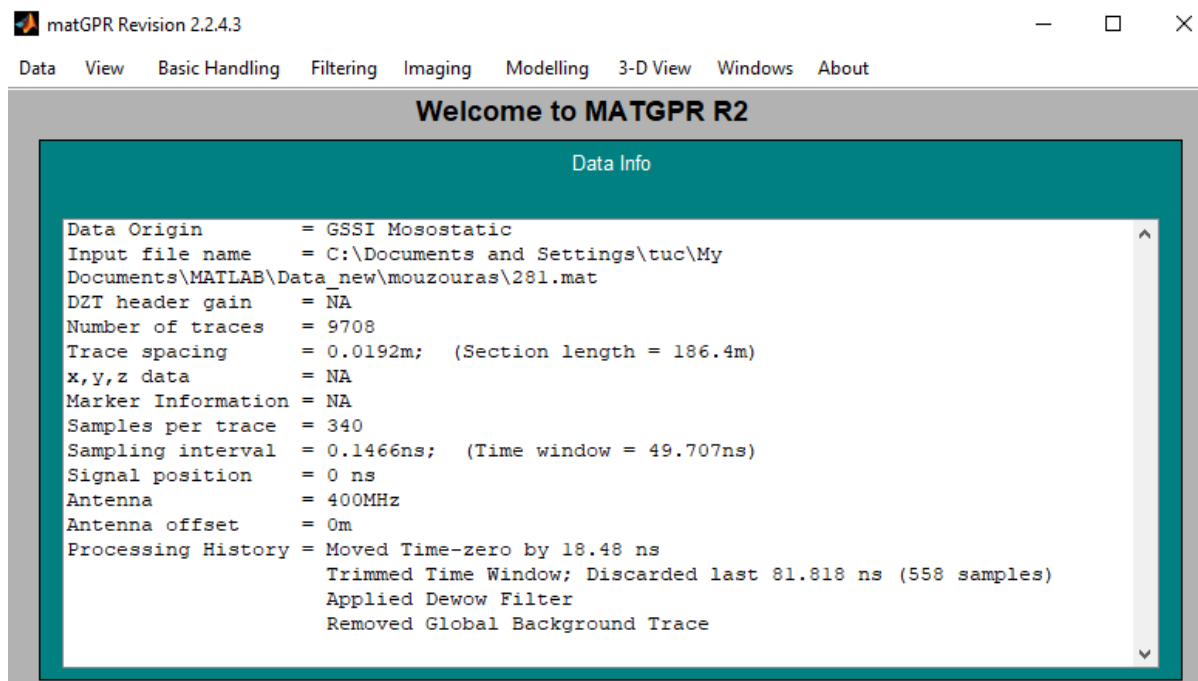 matGPR Revision 2.2.4.3
Data View Basic Handling Filtering Imaging Modelling 3-D View Windows About
Welcome to MATGPR R2
Data Info
Data Origin = GSSI Mosostatic
Input file name = C:\Documents and Settings\tuc\My
Documents\MATLAB\Data_new\mouzouras\281.mat
DZT header gain = NA
Number of traces = 9708
Trace spacing = 0.0192m; (Section length = 186.4m)
x,y,z data = NA
Marker Information = NA
Samples per trace = 340
Sampling interval = 0.1466ns; (Time window = 49.707ns)
Signal position = 0 ns
Antenna = 400MHz
Antenna offset = 0m
Processing History = Moved Time-zero by 18.48 ns
Trimmed Time Window; Discarded last 81.818 ns (558 samples)
Applied Dewow Filter
Removed Global Background Trace